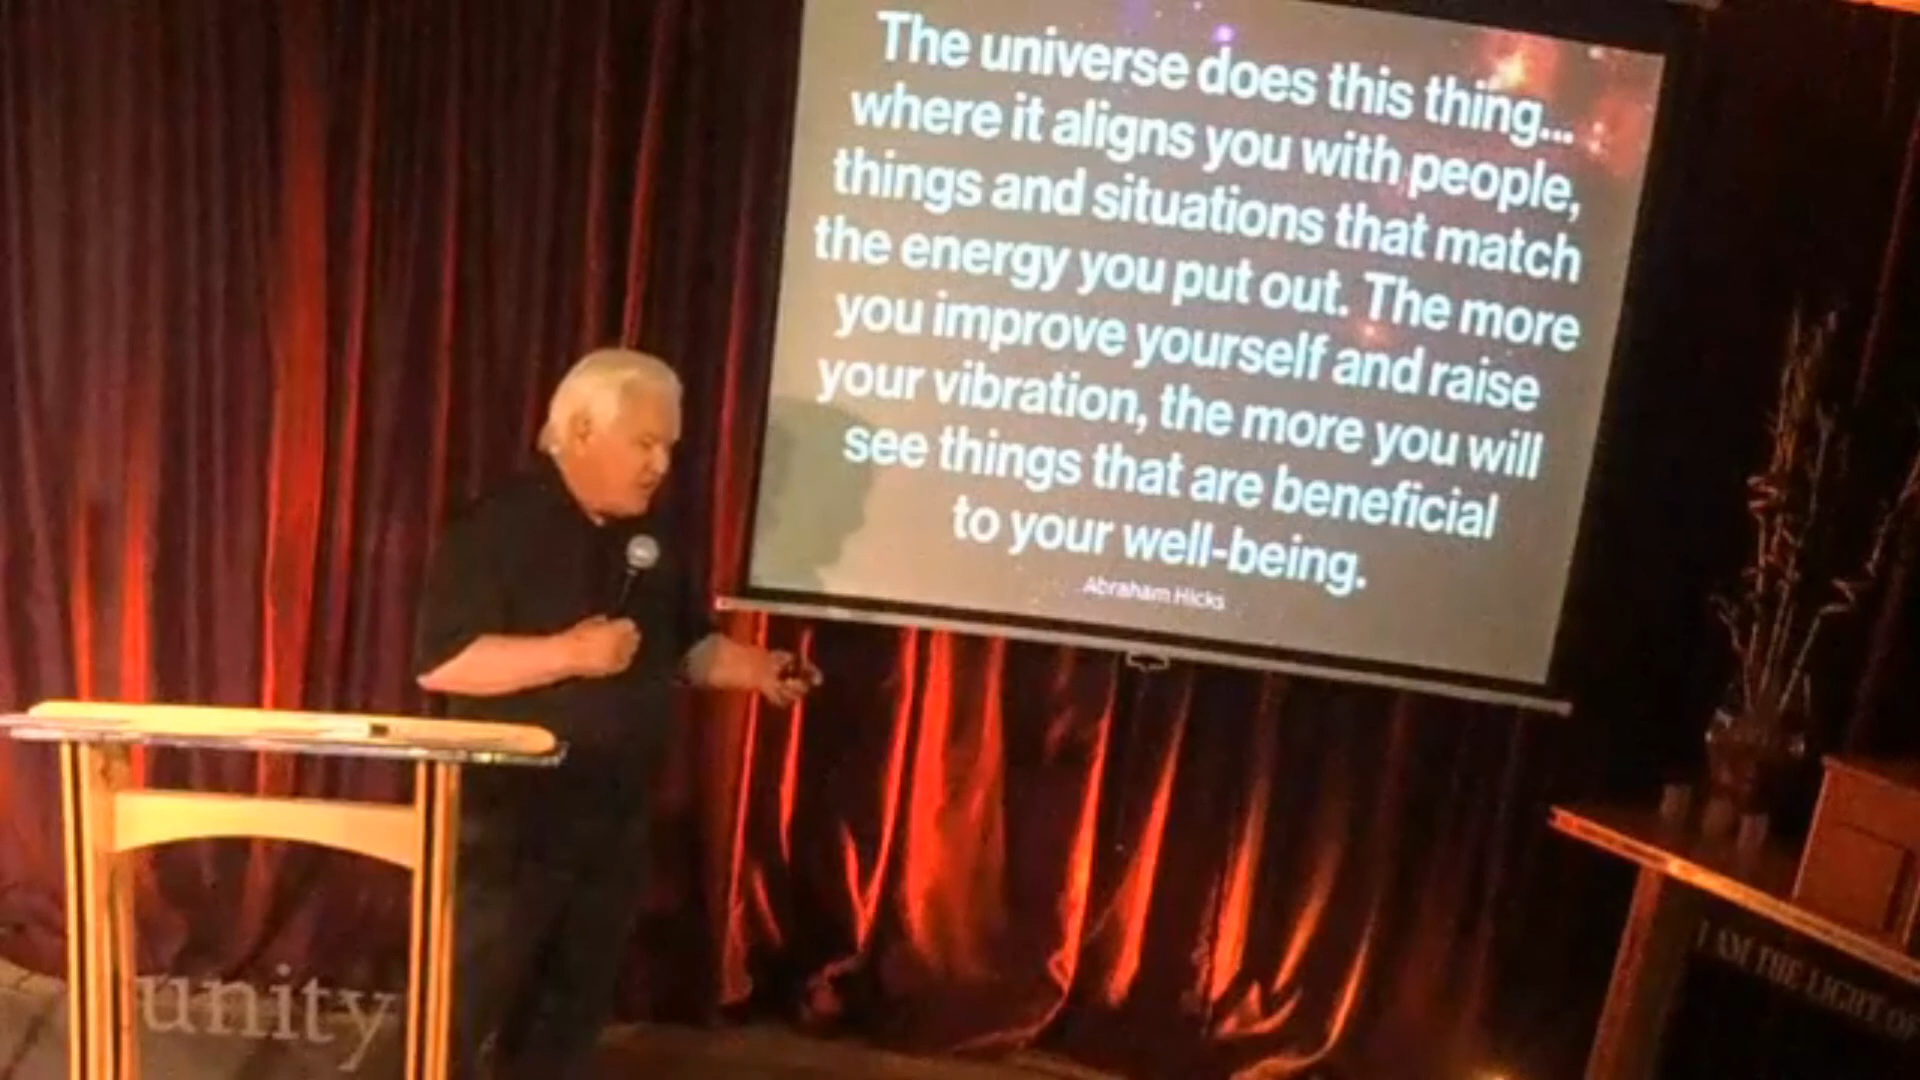 The universe does this thing...
where it aligns you with people,
things and situations that match
the energy you put out. The more
you improve yourself and raise
your vibration, the more you will
see things that are beneficial
to your well-being.
Abraham Hicks
unity
I AM THE LIGHT OF